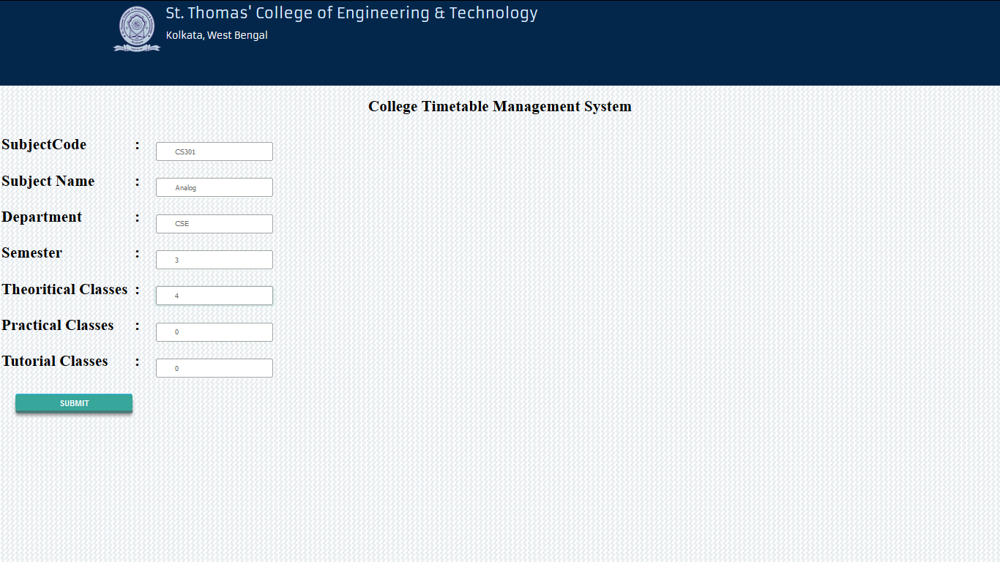 St. Thomas' College of Engineering & Technology
Kolkata, West Bengal
College Timetable Management System
SubjectCode : CS301
Subject Name : Analog
Department : CSE
Semester : 3
Theoritical Classes : 4
Practical Classes : 0
Tutorial Classes : 0
SUBMIT